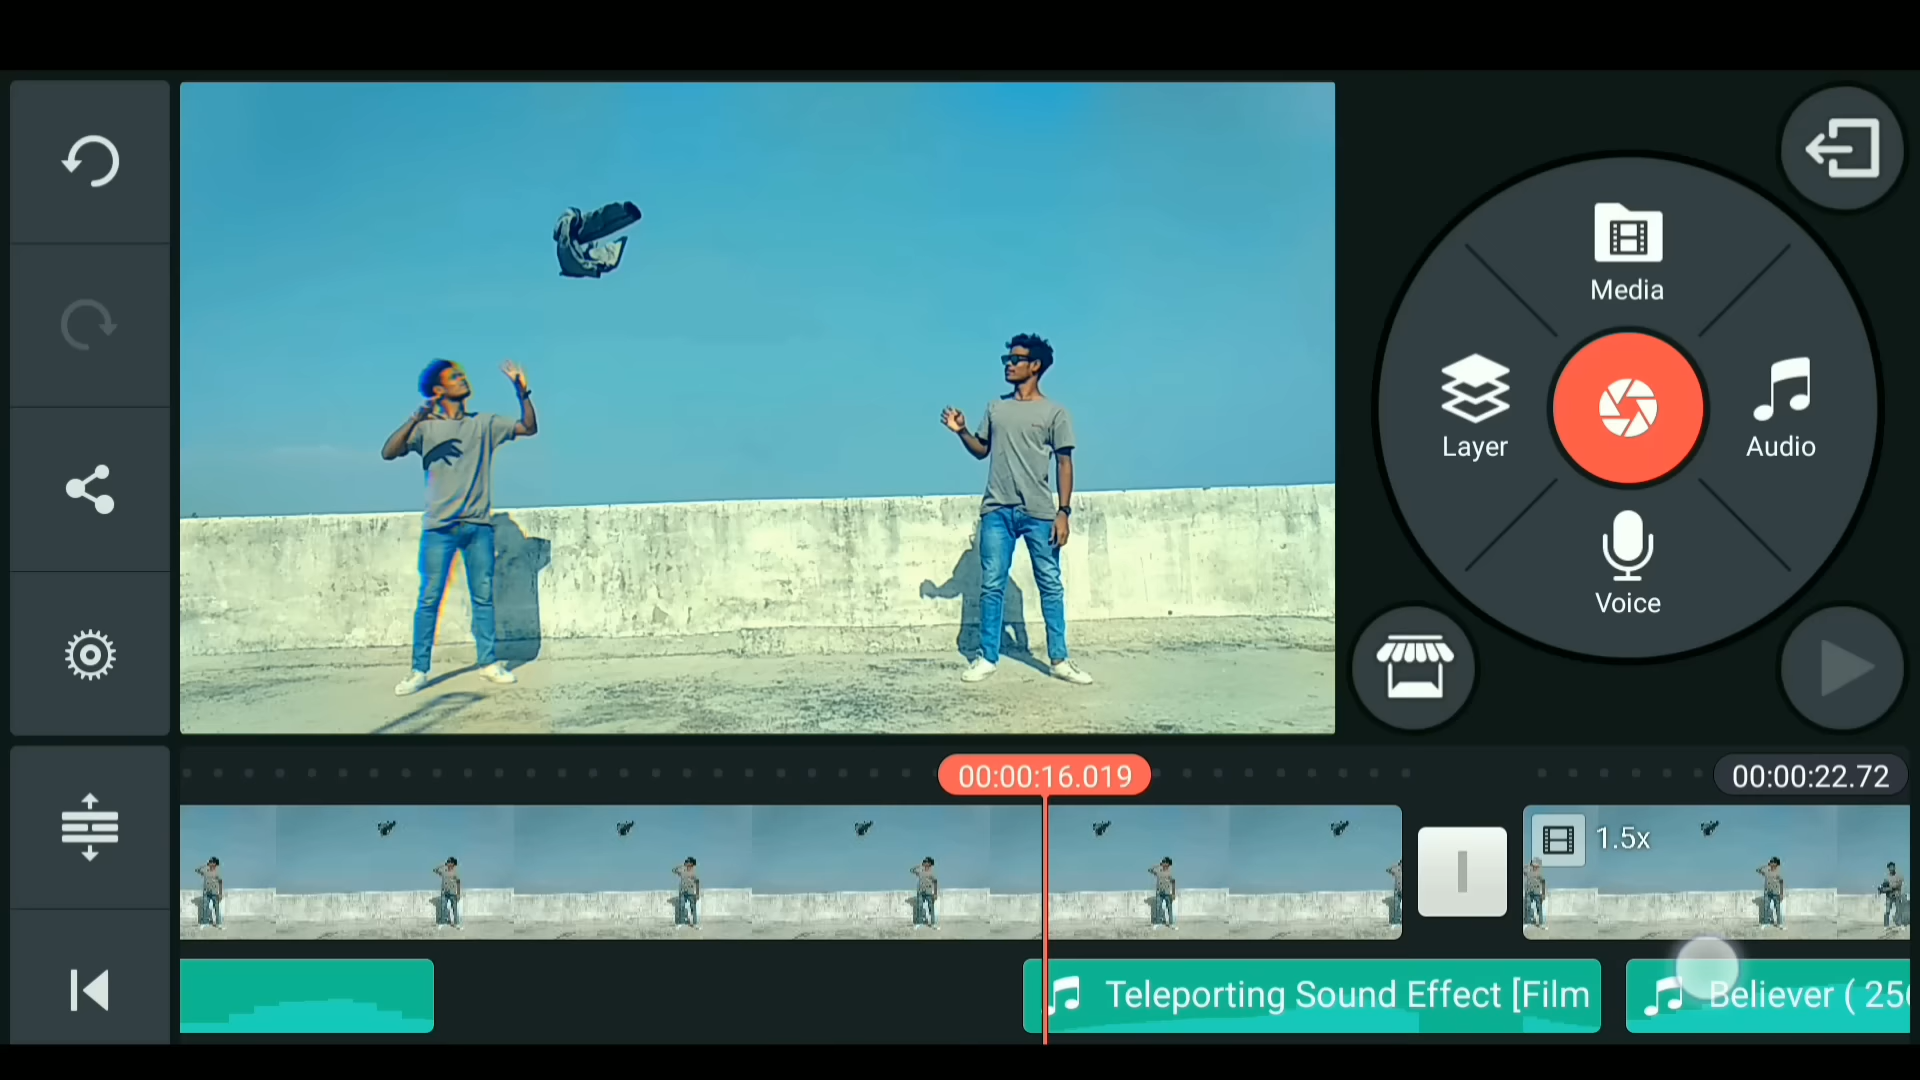 Media
Layer
Audio
Voice
00:00:16.019
00:00:22.72
1.5x
Teleporting Sound Effect [Film
Believer ( 256